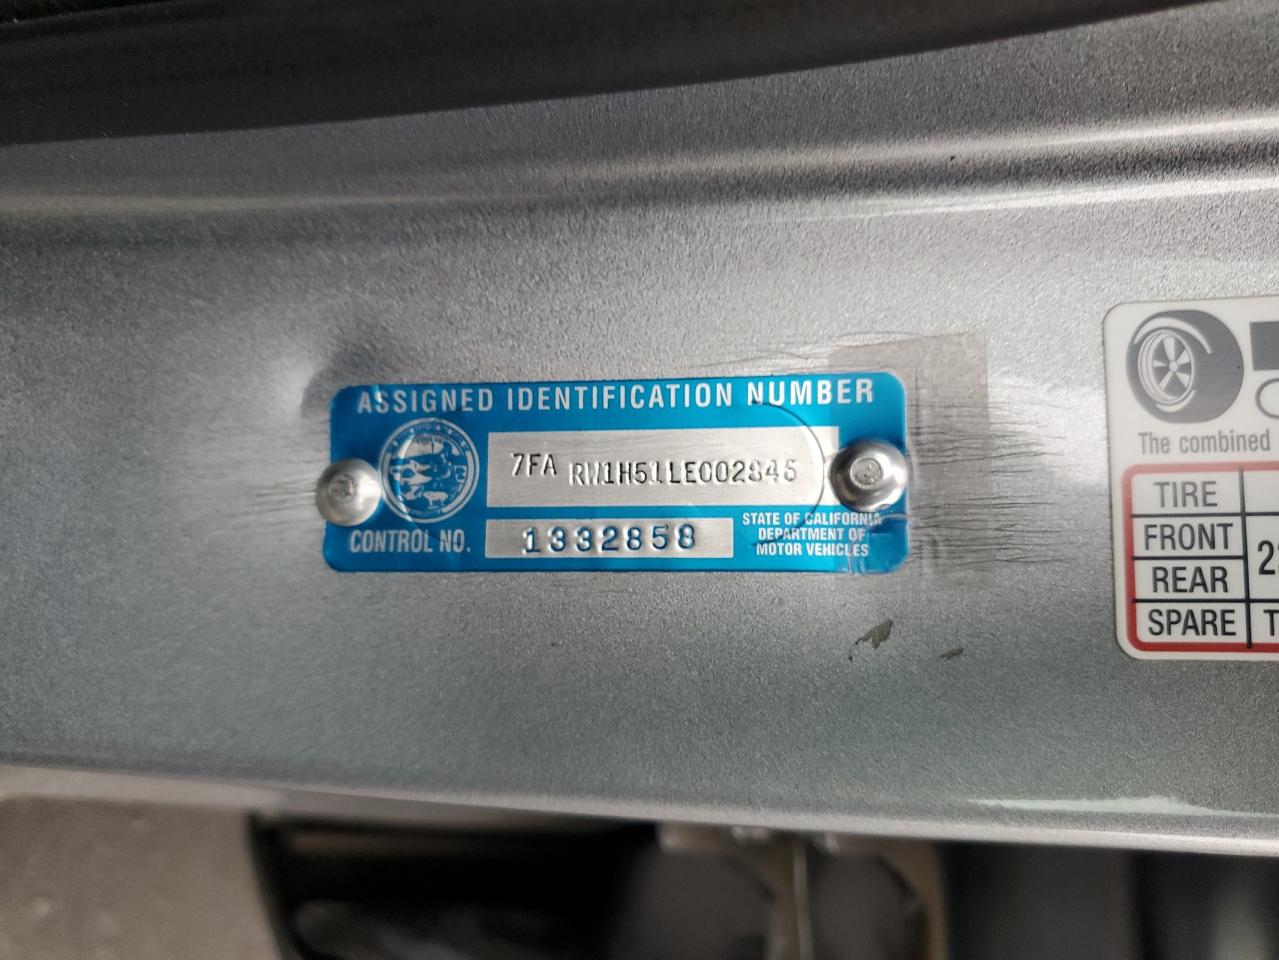 ASSIGNED IDENTIFICATION NUMBER
7FA RW1H51LE002845
CONTROL NO. 1332858
STATE OF CALIFORNIA
DEPARTMENT OF
MOTOR VEHICLES
The combined
TIRE
FRONT
REAR
SPARE T